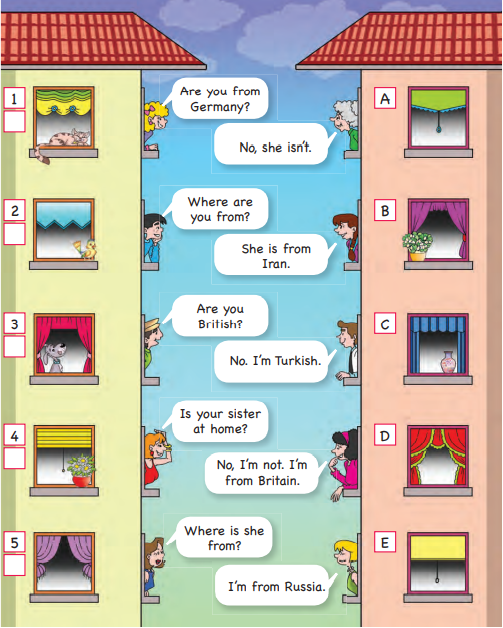 1
Are you from
Germany?
A
No, she isn't.
2
Where are
you from?
B
She is from
Iran.
3
Are you
British?
C
No. I'm Turkish.
4
Is your sister
at home?
D
No, I'm not. I'm
from Britain.
5
Where is she
from?
E
I'm from Russia.